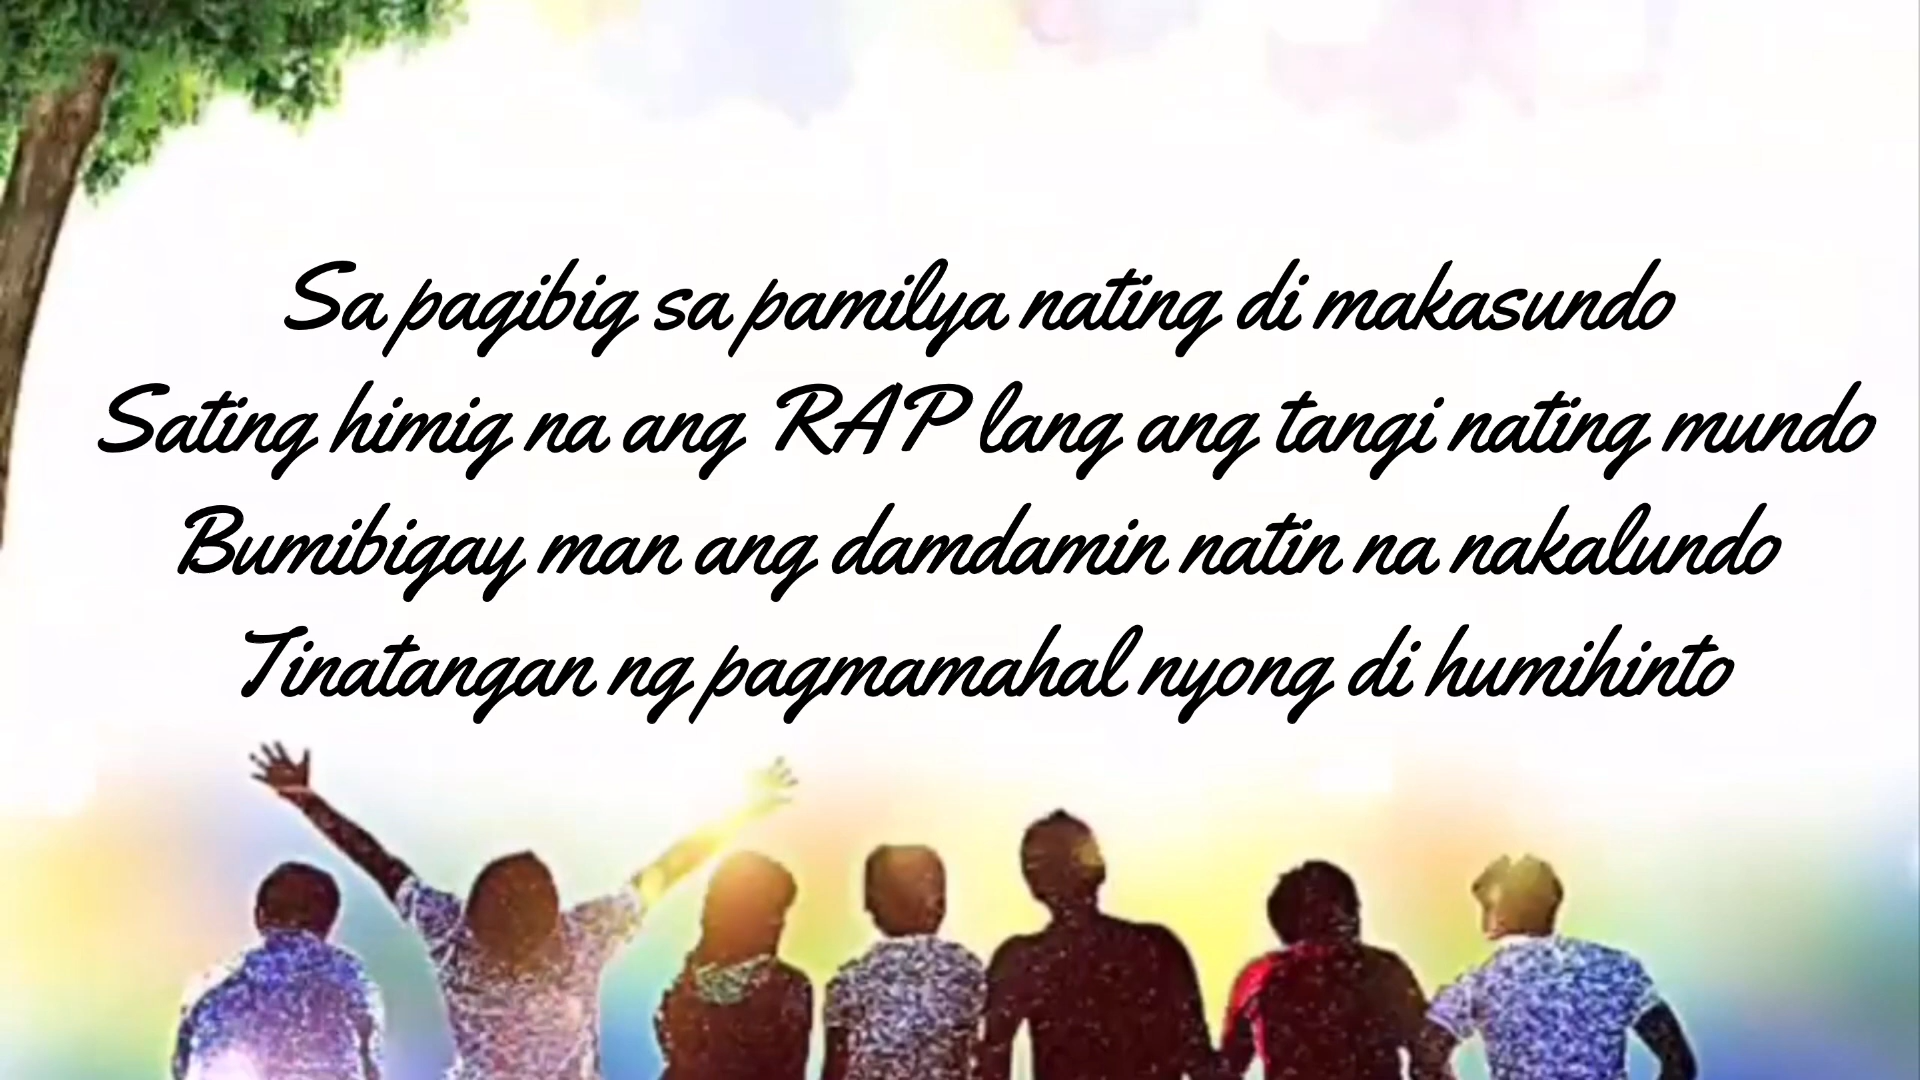 Sa pagibig sa pamilya nating di makasundo
Sating himig na ang RAP lang ang tangi nating mundo
Bumibigay man ang damdamin natin na nakalundo
Tinatangan ng pagmamahal nyong di humihinto